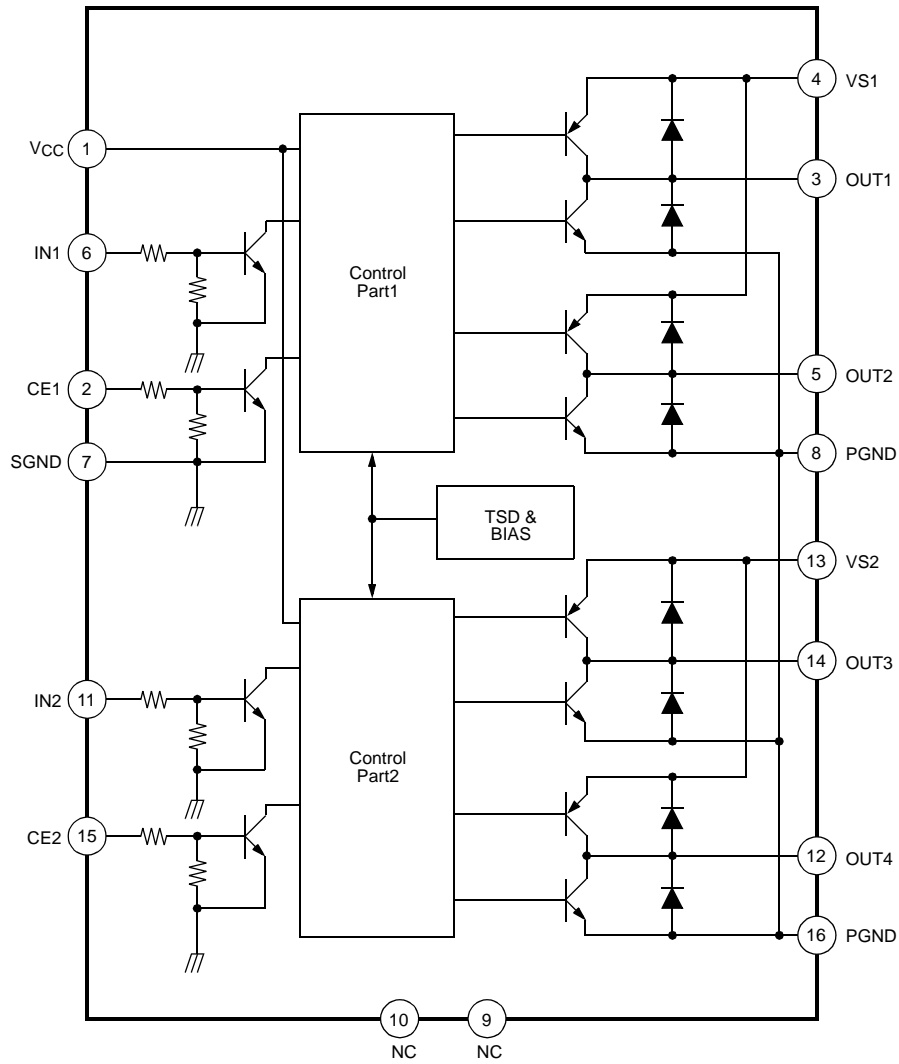 4 VS1
VCC 1
3 OUT1
IN1 6
Control
Part1
CE1 2
5 OUT2
SGND 7
8 PGND
TSD &
BIAS
13 VS2
14 OUT3
IN2 11
Control
Part2
CE2 15
12 OUT4
16 PGND
10 9
NC NC